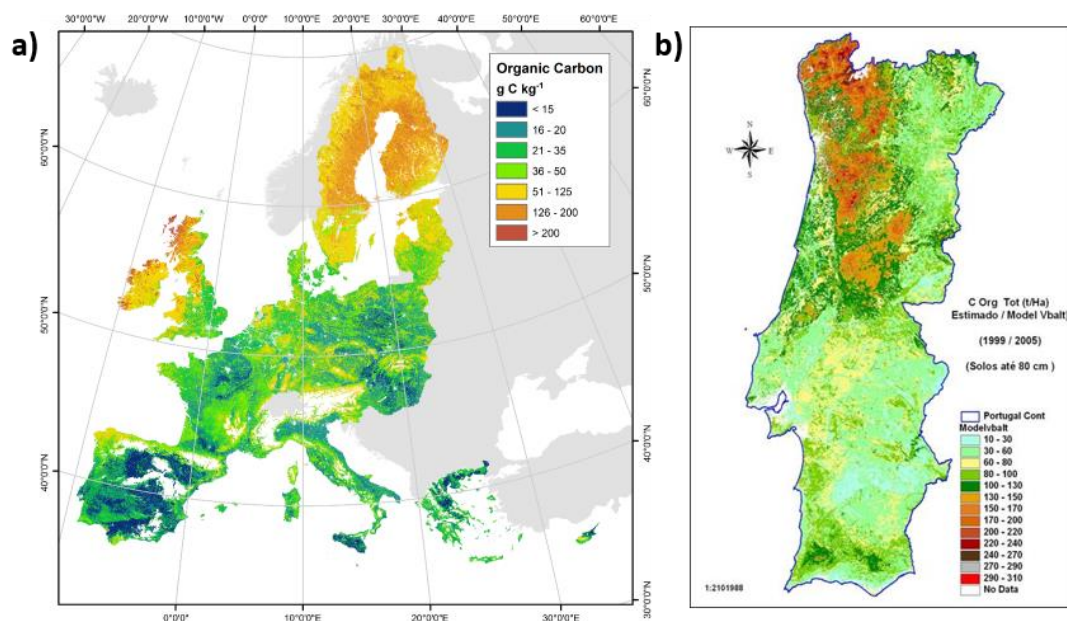 a)
30°0'0"W 20°0'0"W 10°0'0"W 0°0'0" 10°0'0"E 20°0'0"E 30°0'0"E 40°0'0"E 50°0'0"E 60°0'0"E
60°0'0"N
50°0'0"N
40°0'0"N
60°0'0"N
50°0'0"N
40°0'0"N
30°0'0"N
0°0'0" 10°0'0"E 20°0'0"E 30°0'0"E
Organic Carbon
g C kg-1
< 15
16 - 20
21 - 35
36 - 50
51 - 125
126 - 200
> 200
b)
N
W E
S
C Org Tot (t/Ha)
Estimado / Model Vbalt)
(1999 / 2005)
(Solos até 80 cm )
Portugal Cont
Modelvbalt
10 - 30
30 - 60
60 - 80
80 - 100
100 - 130
130 - 150
150 - 170
170 - 200
200 - 220
220 - 240
240 - 270
270 - 290
290 - 310
No Data
1:2101988